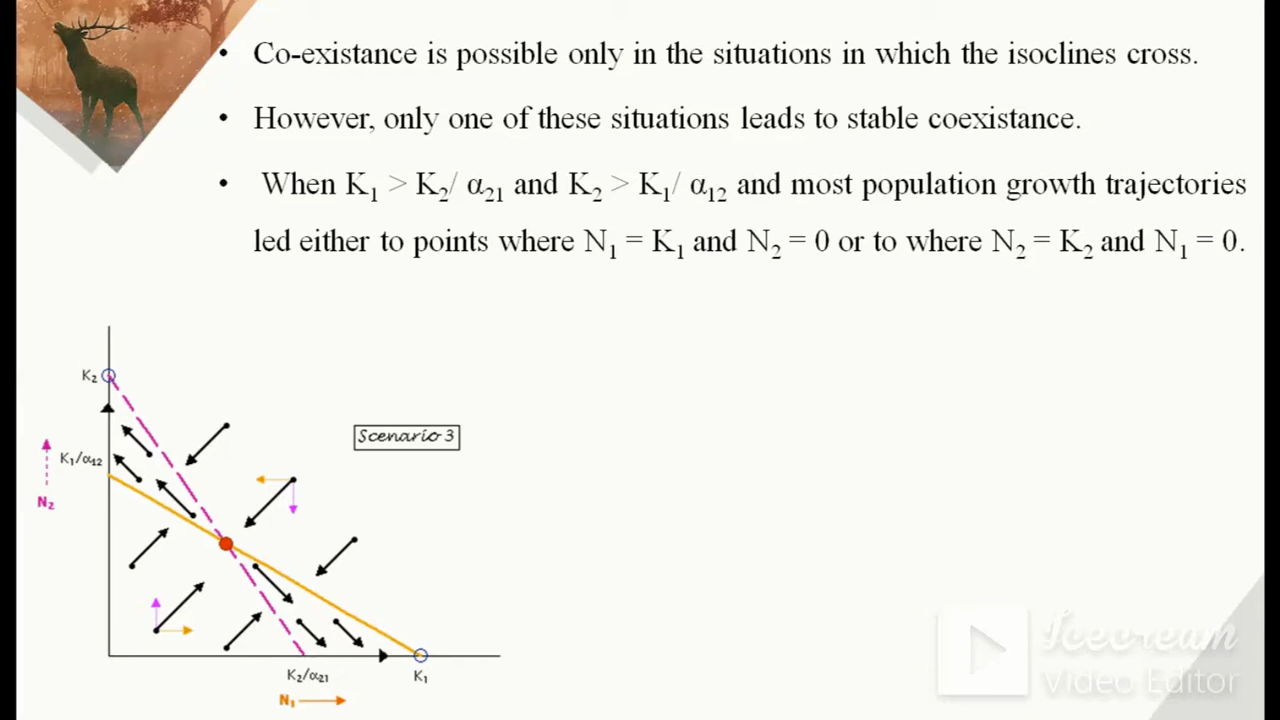 • Co-existance is possible only in the situations in which the isoclines cross.
• However, only one of these situations leads to stable coexistance.
• When K₁ > K₂/ α₂₁ and K₂ > K₁/ α₁₂ and most population growth trajectories
led either to points where N₁ = K₁ and N₂ = 0 or to where N₂ = K₂ and N₁ = 0.
K₂
Scenario 3
K₁/α₁₂
N₂
K₂/α₂₁
K₁
N₁
Icecream
Video Editor